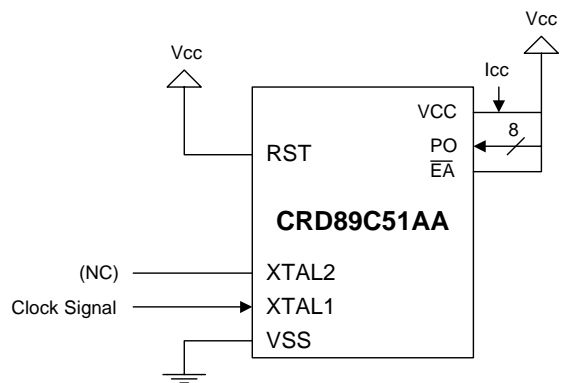 Vcc
Vcc
Icc
VCC
8
RST
PO
EA
CRD89C51AA
(NC)
XTAL2
Clock Signal
XTAL1
VSS